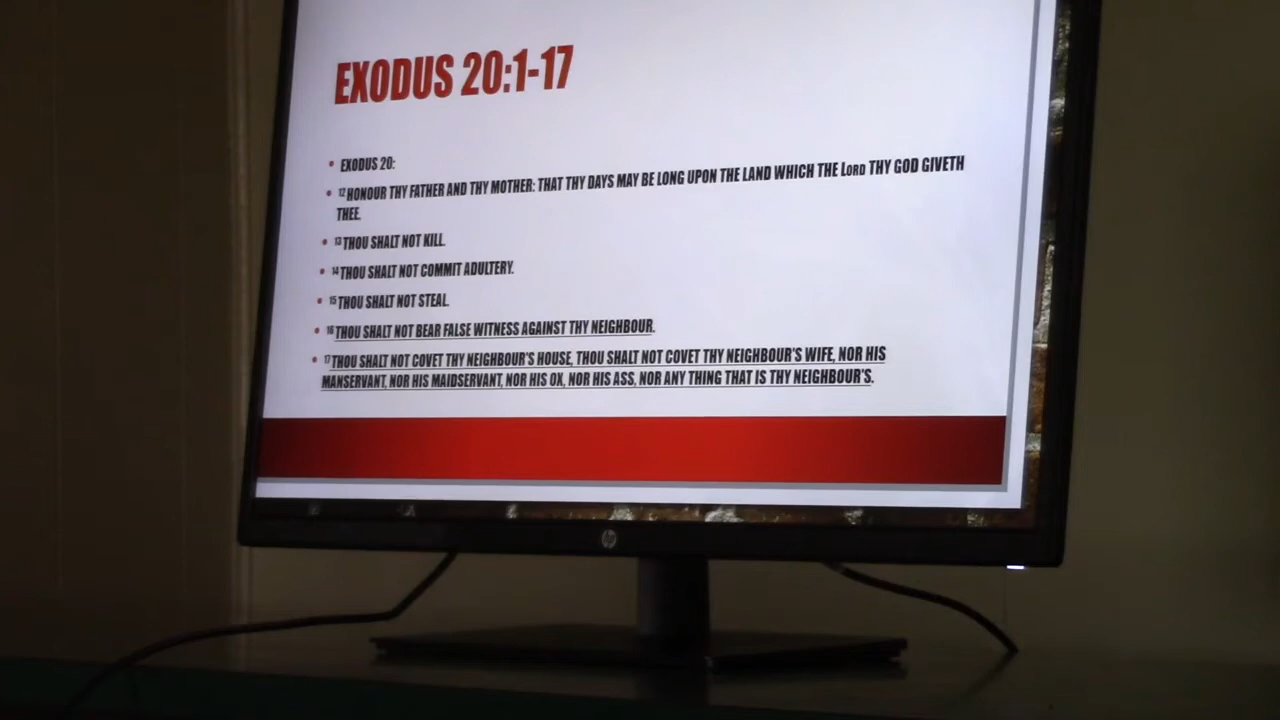 EXODUS 20:1-17
• EXODUS 20:
• 12 HONOUR THY FATHER AND THY MOTHER: THAT THY DAYS MAY BE LONG UPON THE LAND WHICH THE LORD THY GOD GIVETH
THEE.
• 13 THOU SHALT NOT KILL.
• 14 THOU SHALT NOT COMMIT ADULTERY.
• 15 THOU SHALT NOT STEAL.
• 16 THOU SHALT NOT BEAR FALSE WITNESS AGAINST THY NEIGHBOUR.
• 17 THOU SHALT NOT COVET THY NEIGHBOUR'S HOUSE, THOU SHALT NOT COVET THY NEIGHBOUR'S WIFE, NOR HIS
MANSERVANT, NOR HIS MAIDSERVANT, NOR HIS OX, NOR HIS ASS, NOR ANY THING THAT IS THY NEIGHBOUR'S.
hp